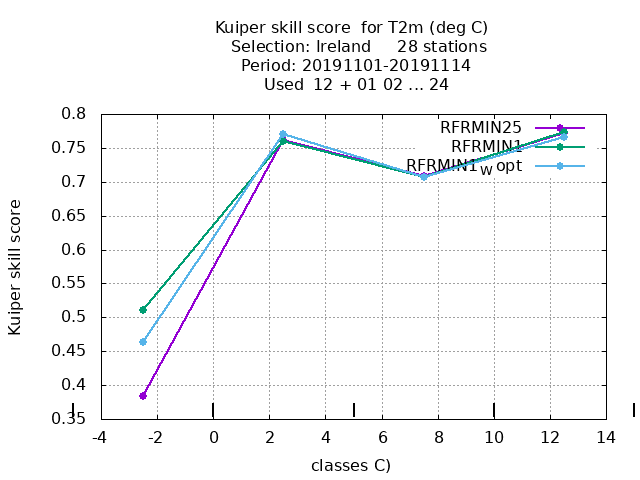 Kuiper skill score  for T2m (deg C)
Selection: Ireland     28 stations
Period: 20191101-20191114
Used  12 + 01 02 ... 24
RFRMIN25
RFRMIN1
RFRMIN1wopt
Kuiper skill score
0.8
0.75
0.7
0.65
0.6
0.55
0.5
0.45
0.4
0.35
-4 -2 0 2 4 6 8 10 12 14
classes C)